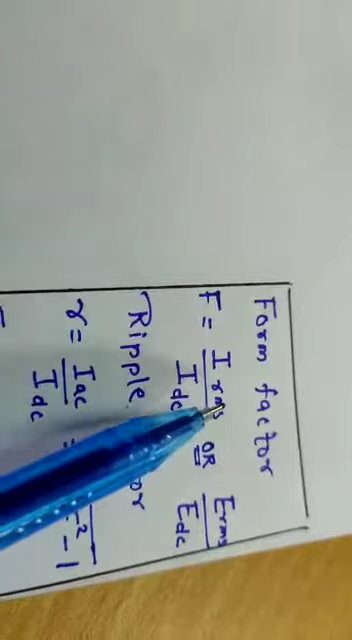 Form factor
F = Irms / Idc OR Erms / Edc
Ripple
γ = Iac / Idc =